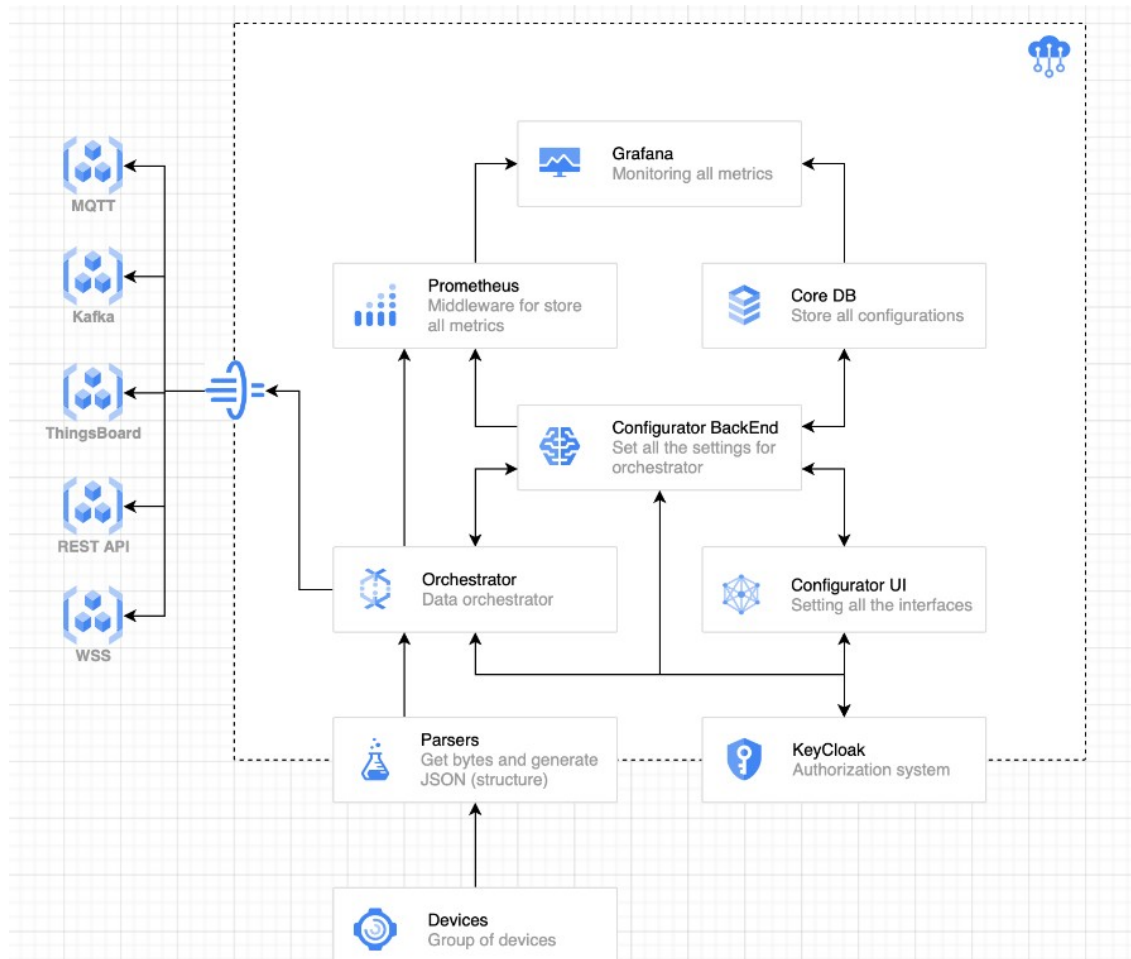 Grafana
Monitoring all metrics
MQTT
Prometheus
Middleware for store
all metrics
Core DB
Store all configurations
Kafka
ThingsBoard
Configurator BackEnd
Set all the settings for
orchestrator
REST API
Orchestrator
Data orchestrator
Configurator UI
Setting all the interfaces
WSS
Parsers
Get bytes and generate
JSON (structure)
KeyCloak
Authorization system
Devices
Group of devices